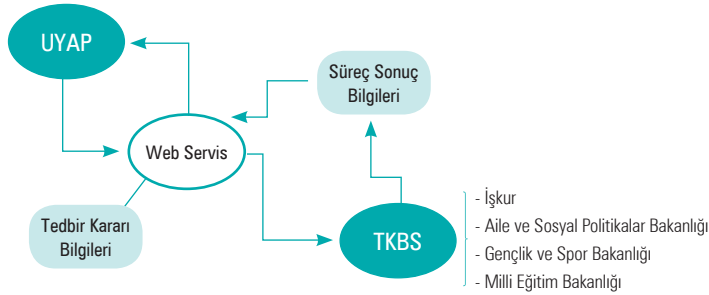 UYAP
Süreç Sonuç
Bilgileri
Web Servis
Tedbir Kararı
Bilgileri
TKBS
- İşkur
- Aile ve Sosyal Politikalar Bakanlığı
- Gençlik ve Spor Bakanlığı
- Milli Eğitim Bakanlığı